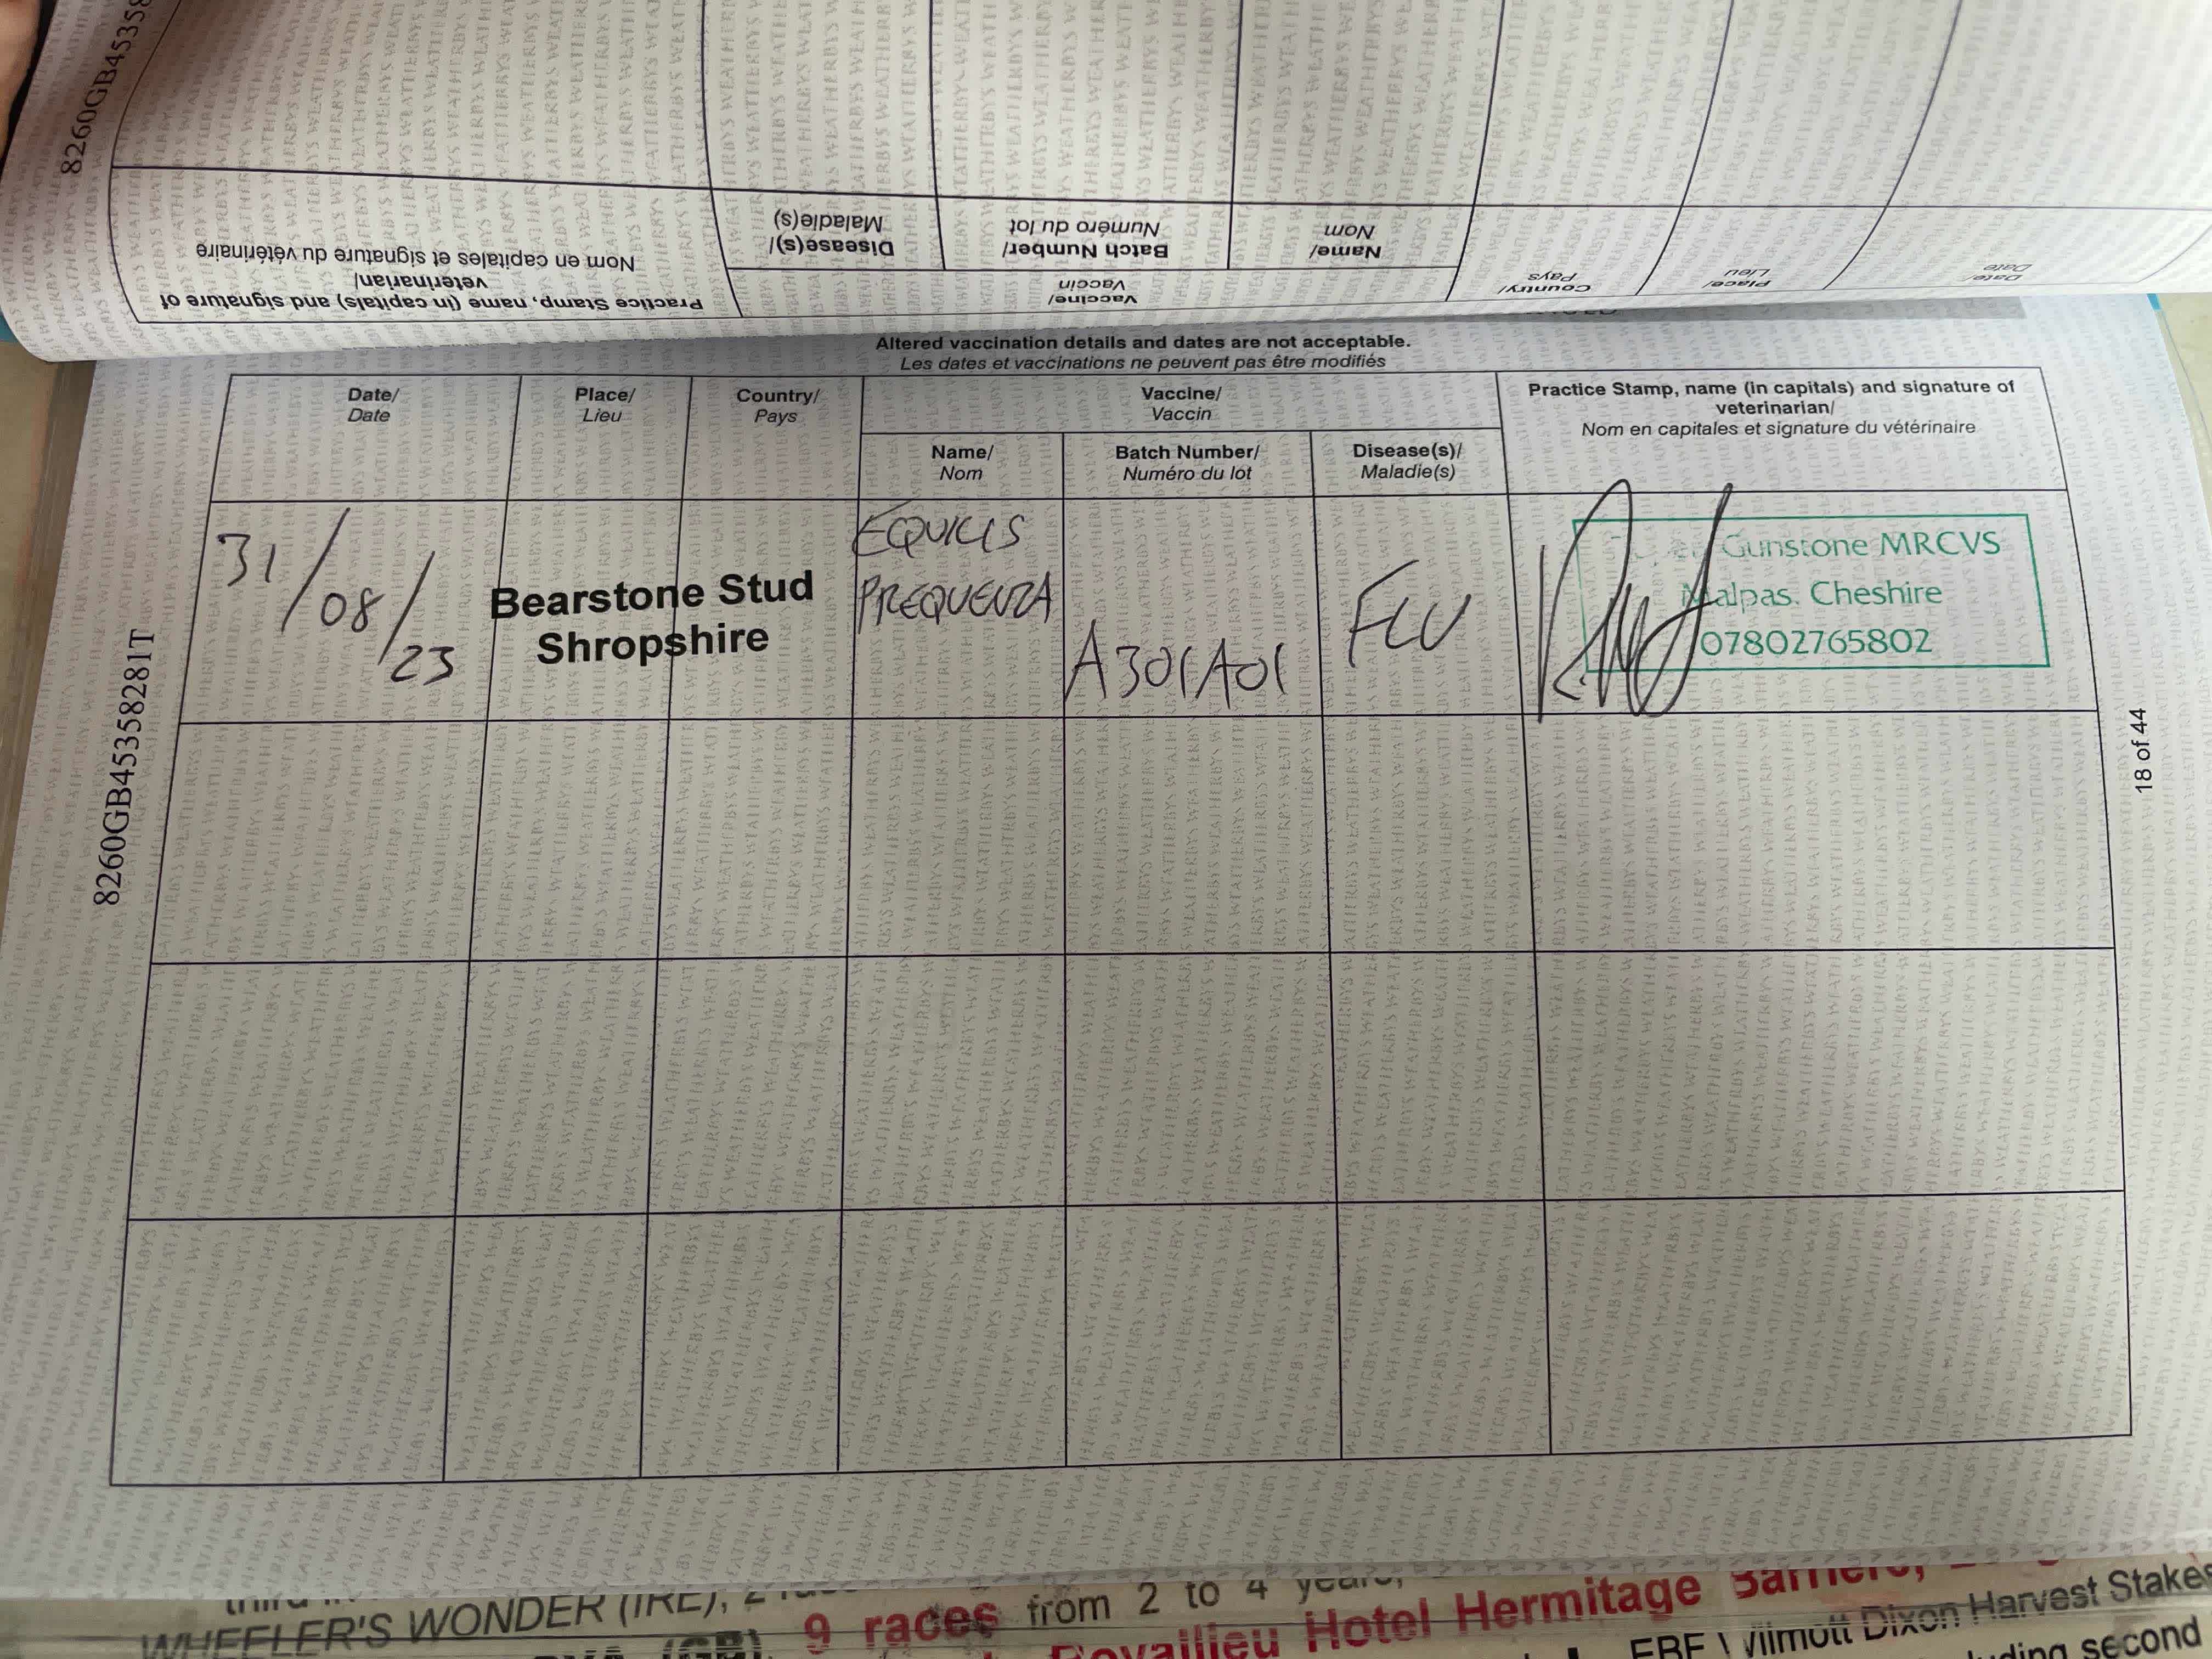 8260GB45358
Practice Stamp, name (in capitals) and signature of
veterinarian/
Nom en capitales et signature du vétérinaire
Vaccine/
Vaccin
Disease(s)/
Maladie(s)
Batch Number/
Numéro du lot
Name/
Nom
Country/
Pays
Place/
Lieu
Date/
Date
Altered vaccination details and dates are not acceptable.
Les dates et vaccinations ne peuvent pas être modifiés
Date/
Date
Place/
Lieu
Country/
Pays
Vaccine/
Vaccin
Name/
Nom
Batch Number/
Numéro du lot
Disease(s)/
Maladie(s)
Practice Stamp, name (in capitals) and signature of
veterinarian/
Nom en capitales et signature du vétérinaire
31/08/23
Bearstone Stud
Shropshire
EQUILIS
PREQUENZA
A301A01
FLU
Gunstone MRCVS
Malpas. Cheshire
07802765802
8260GB45358281T
18 of 44
WHEELER'S WONDER (IRE), 2
from 2 to 4 years,
(GB), 9 races
Hotel Hermitage Barriere,
EBF Wilmott Dixon Harvest Stakes
second
WEATHERBYS